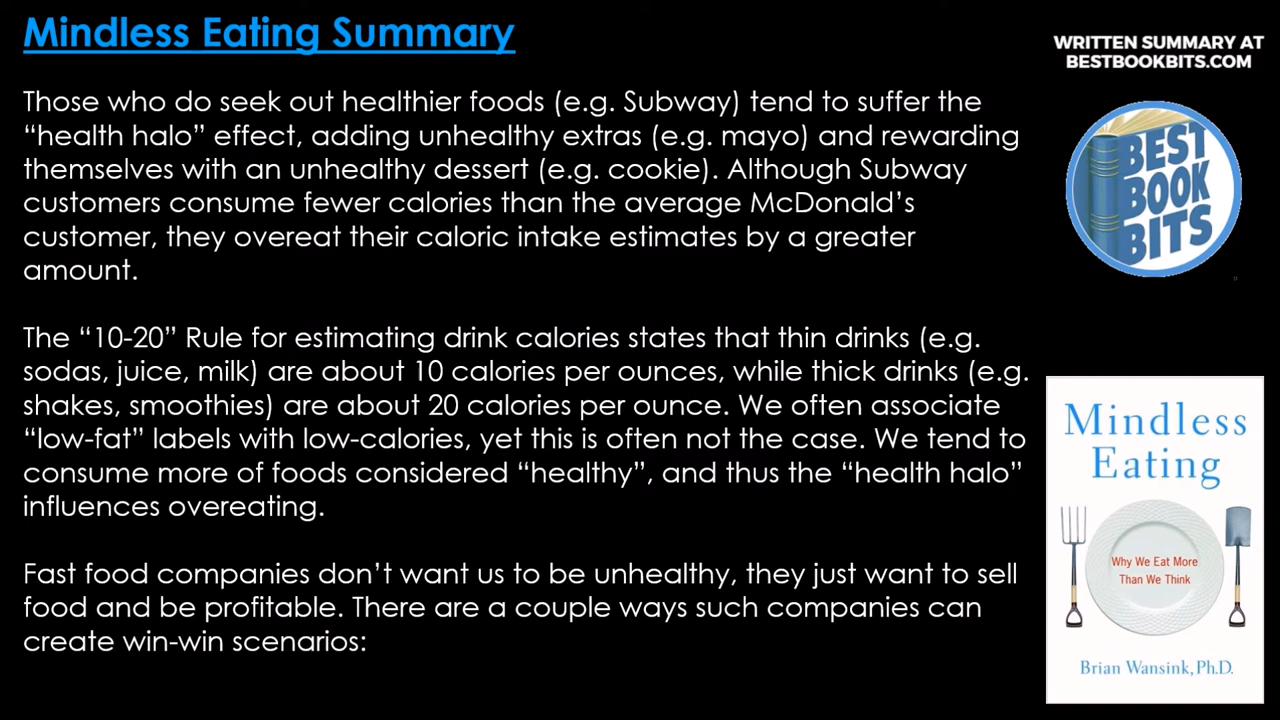 Mindless Eating Summary
WRITTEN SUMMARY AT
BESTBOOKBITS.COM
Those who do seek out healthier foods (e.g. Subway) tend to suffer the
“health halo” effect, adding unhealthy extras (e.g. mayo) and rewarding
themselves with an unhealthy dessert (e.g. cookie). Although Subway
customers consume fewer calories than the average McDonald’s
customer, they overeat their caloric intake estimates by a greater
amount.
The “10-20” Rule for estimating drink calories states that thin drinks (e.g.
sodas, juice, milk) are about 10 calories per ounces, while thick drinks (e.g.
shakes, smoothies) are about 20 calories per ounce. We often associate
“low-fat” labels with low-calories, yet this is often not the case. We tend to
consume more of foods considered “healthy”, and thus the “health halo”
influences overeating.
Fast food companies don’t want us to be unhealthy, they just want to sell
food and be profitable. There are a couple ways such companies can
create win-win scenarios:
BEST
BOOK
BITS
Mindless
Eating
Why We Eat More
Than We Think
Brian Wansink, Ph.D.